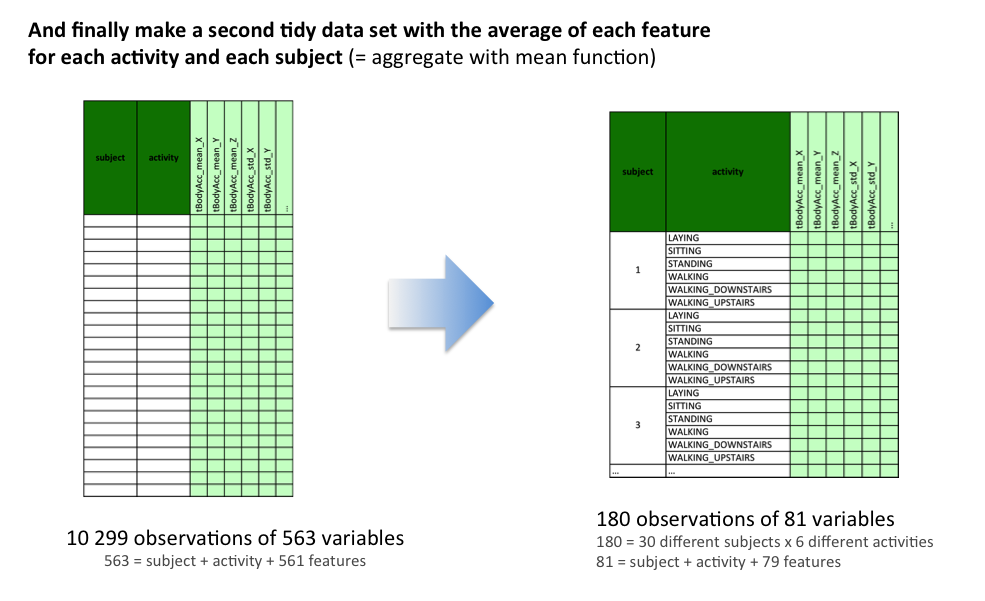 And finally make a second tidy data set with the average of each feature
for each activity and each subject (= aggregate with mean function)
subject activity tBodyAcc_mean_X tBodyAcc_mean_Y tBodyAcc_mean_Z tBodyAcc_std_X tBodyAcc_std_Y ...
subject activity tBodyAcc_mean_X tBodyAcc_mean_Y tBodyAcc_mean_Z tBodyAcc_std_X tBodyAcc_std_Y ...
1
LAYING
SITTING
STANDING
WALKING
WALKING_DOWNSTAIRS
WALKING_UPSTAIRS
2
LAYING
SITTING
STANDING
WALKING
WALKING_DOWNSTAIRS
WALKING_UPSTAIRS
3
LAYING
SITTING
STANDING
WALKING
WALKING_DOWNSTAIRS
WALKING_UPSTAIRS
... ...
10 299 observations of 563 variables
563 = subject + activity + 561 features
180 observations of 81 variables
180 = 30 different subjects x 6 different activities
81 = subject + activity + 79 features